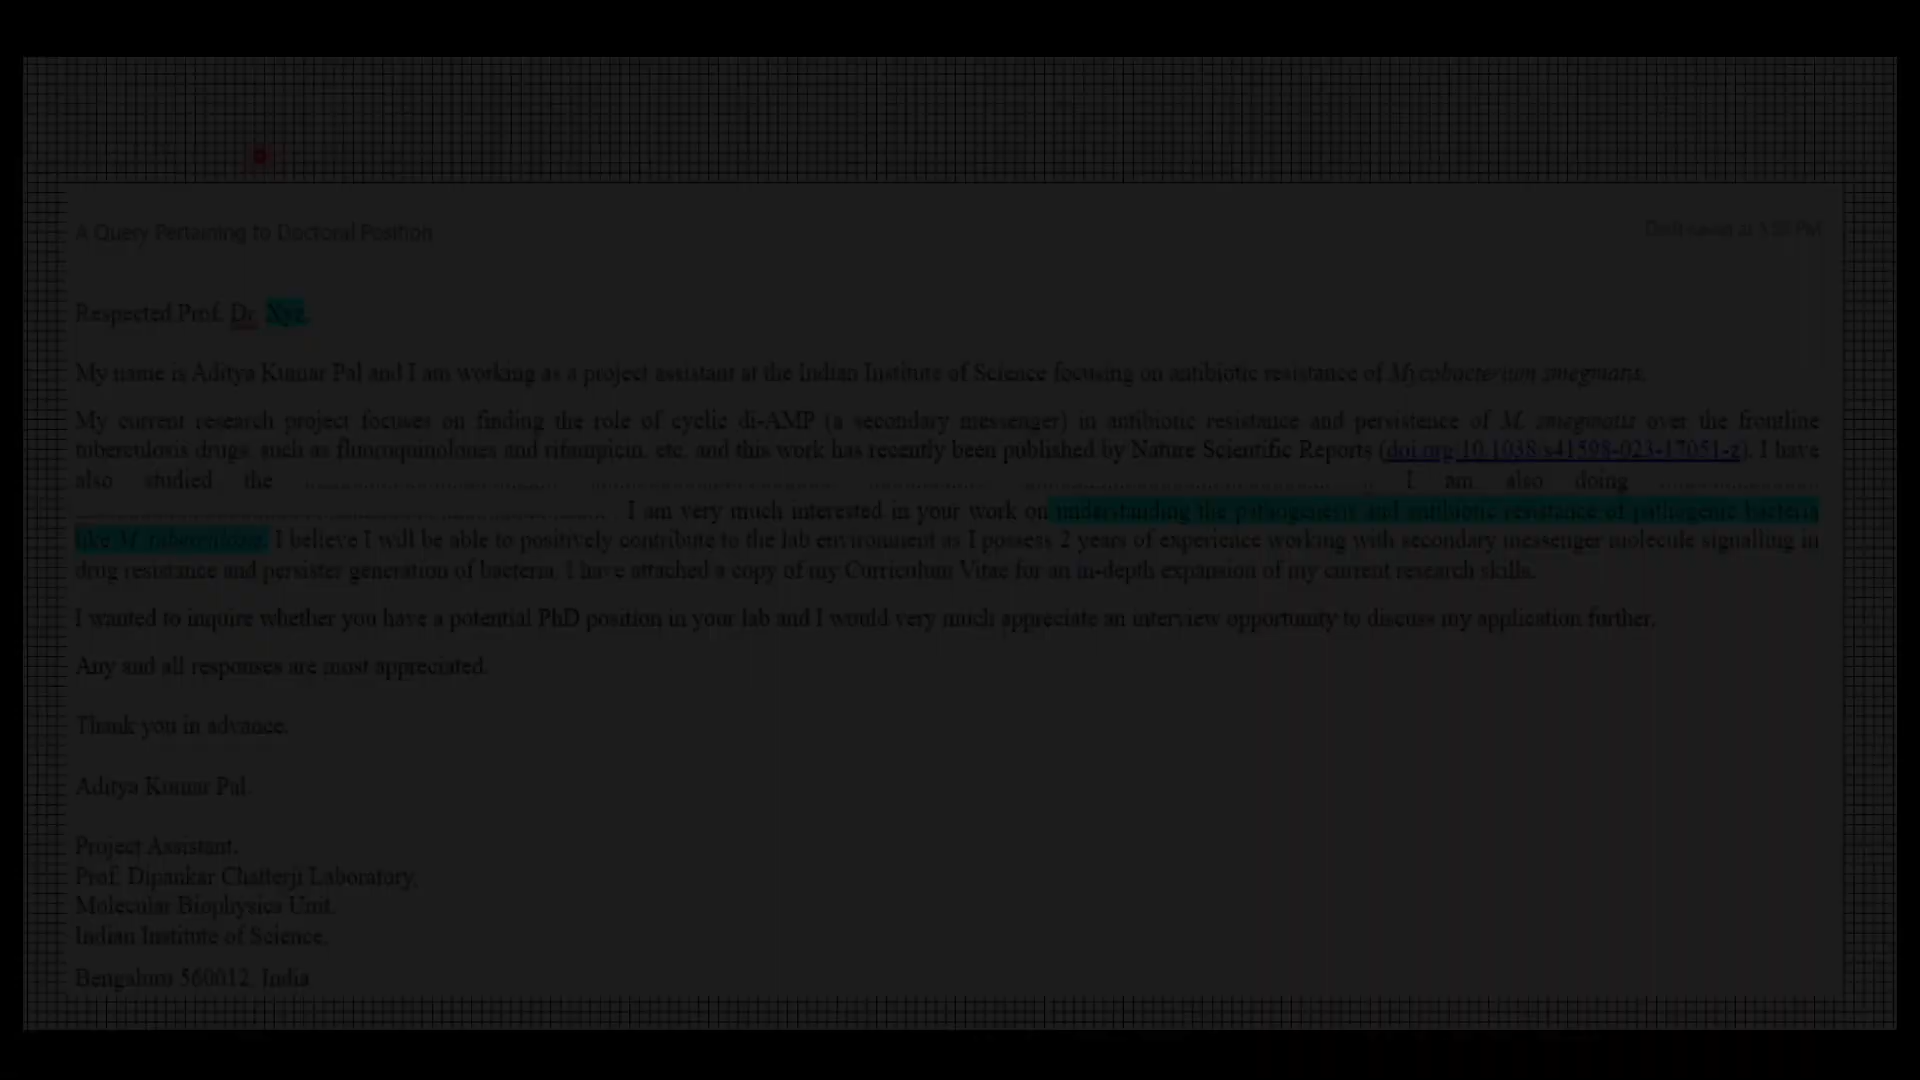 A Query Pertaining to Doctoral Position
Draft saved at
Respected Prof. Dr. Xyz,
My name is Aditya Kumar Pal and I am working as a project assistant at the Indian Institute of Science focusing on antibiotic resistance of Mycobacterium smegmatis.
My current research project focuses on finding the role of cyclic di-AMP (a secondary messenger) in antibiotic resistance and persistence of M. smegmatis over the frontline
tuberculosis drugs, such as fluoroquinolones and rifampicin, etc. and this work has recently been published by Nature Scientific Reports (doi.org/10.1038/s41598-023-17051-z). I have
also studied the ........................................ ........................................ ................ ........................................ . I am also doing ........................
........................................ ........................ I am very much interested in your work on understanding the pathogenesis and antibiotic resistance of pathogenic bacteria
like M. tuberculosis. I believe I will be able to positively contribute to the lab environment as I possess 2 years of experience working with secondary messenger molecule signalling in
drug resistance and persister generation of bacteria. I have attached a copy of my Curriculum Vitae for an in-depth expansion of my current research skills.
I wanted to inquire whether you have a potential PhD position in your lab and I would very much appreciate an interview opportunity to discuss my application further.
Any and all responses are most appreciated.
Thank you in advance.
Aditya Kumar Pal.
Project Assistant,
Prof. Dipankar Chatterji Laboratory,
Molecular Biophysics Unit,
Indian Institute of Science,
Bengaluru 560012, India